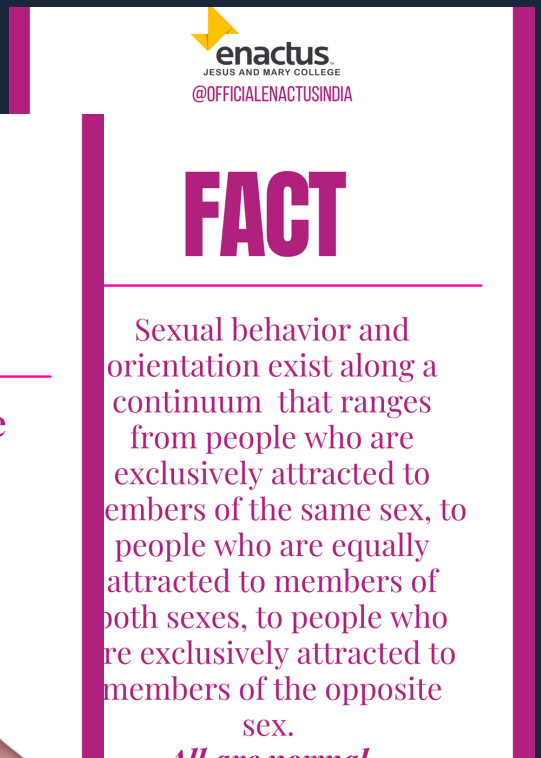 enactus
JESUS AND MARY COLLEGE
@OFFICIALENACTUSINDIA
FACT
Sexual behavior and
orientation exist along a
continuum that ranges
from people who are
exclusively attracted to
embers of the same sex, to
people who are equally
attracted to members of
both sexes, to people who
re exclusively attracted to
members of the opposite
sex.
All are normal
e